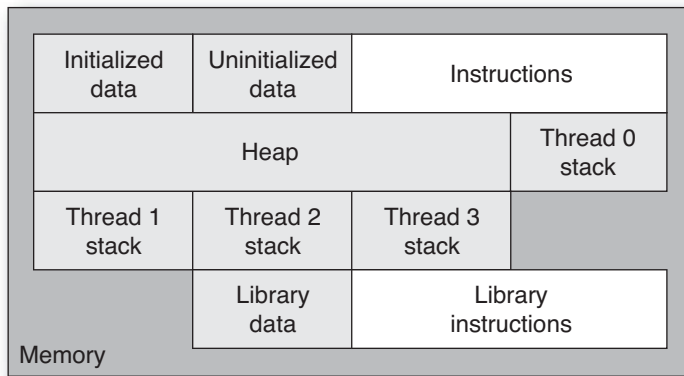 Initialized
data
Uninitialized
data
Instructions
Heap
Thread 0
stack
Thread 1
stack
Thread 2
stack
Thread 3
stack
Library
data
Library
instructions
Memory